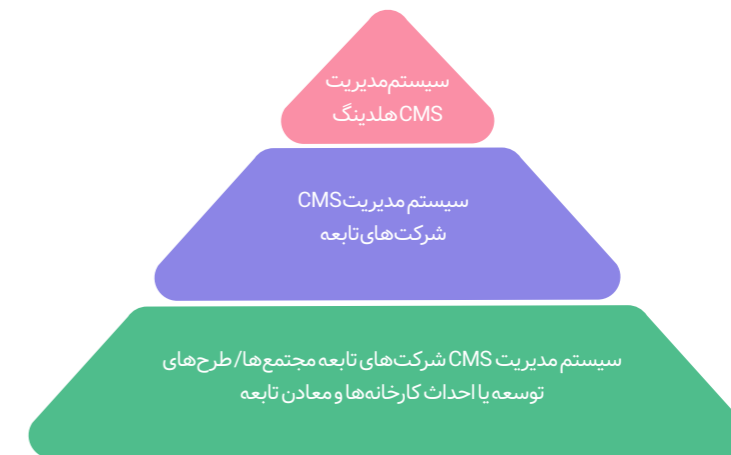 سیستم مدیریت
CMS هلدینگ
سیستم مدیریت CMS
شرکت‌های تابعه
سیستم مدیریت CMS شرکت‌های تابعه مجتمع‌ها/ طرح‌های
توسعه یا احداث کارخانه‌ها و معادن تابعه